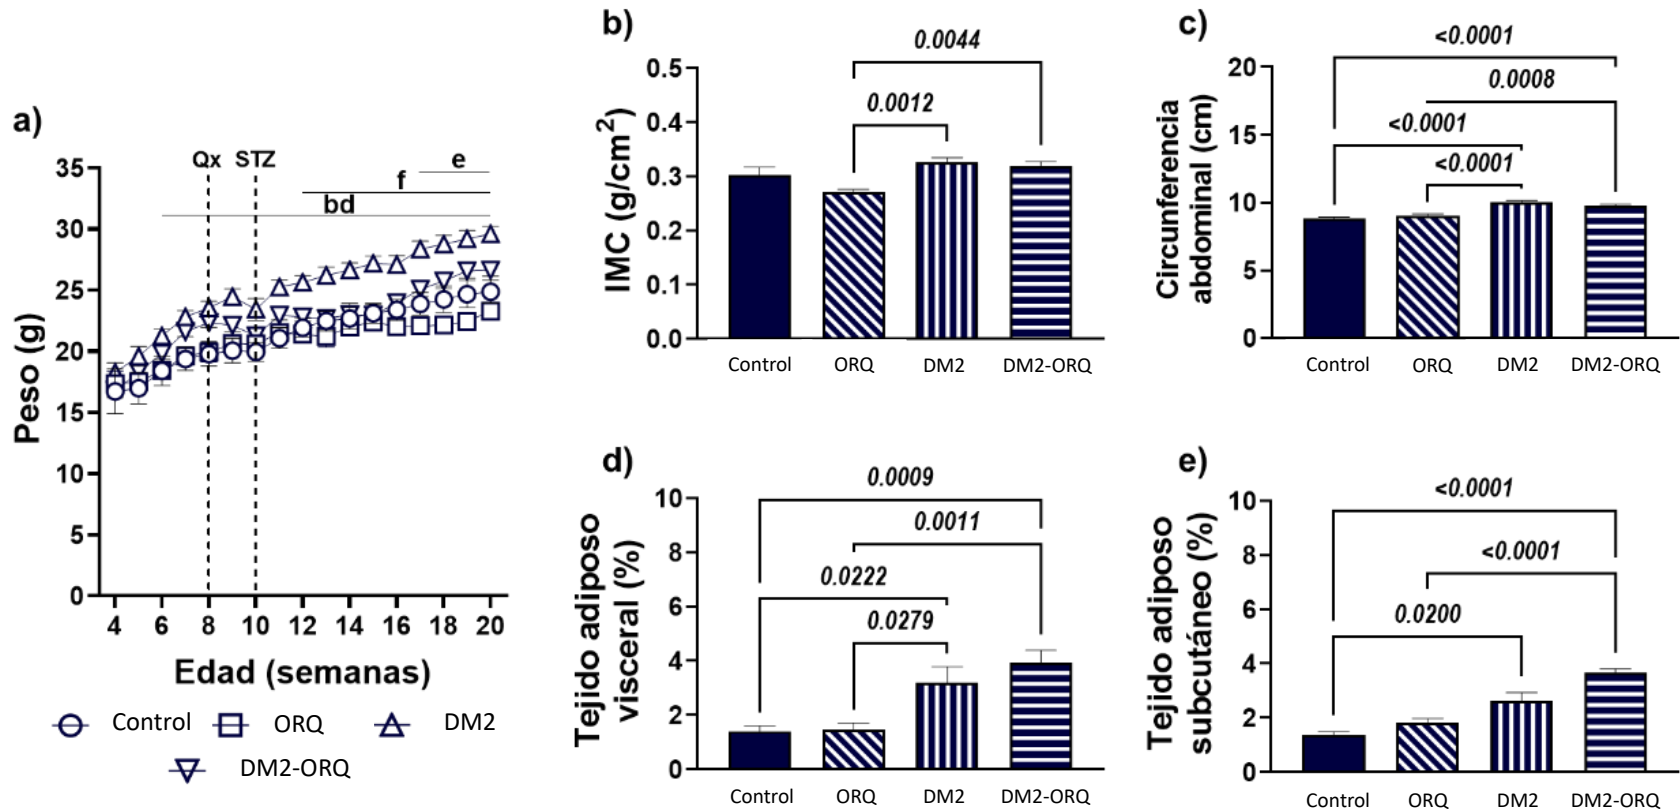 a)
Qx STZ
e
f
bd
35
30
25
20
15
10
5
0
Peso (g)
4 6 8 10 12 14 16 18 20
Edad (semanas)
Control ORQ DM2
DM2-ORQ
b)
0.0044
0.0012
0.5
0.4
0.3
0.2
0.1
0.0
IMC (g/cm²)
Control ORQ DM2 DM2-ORQ
c)
<0.0001
0.0008
<0.0001
<0.0001
20
15
10
5
0
Circunferencia
abdominal (cm)
Control ORQ DM2 DM2-ORQ
d)
0.0009
0.0011
0.0222
0.0279
10
8
6
4
2
0
Tejido adiposo
visceral (%)
Control ORQ DM2 DM2-ORQ
e)
<0.0001
<0.0001
0.0200
10
8
6
4
2
0
Tejido adiposo
subcutáneo (%)
Control ORQ DM2 DM2-ORQ